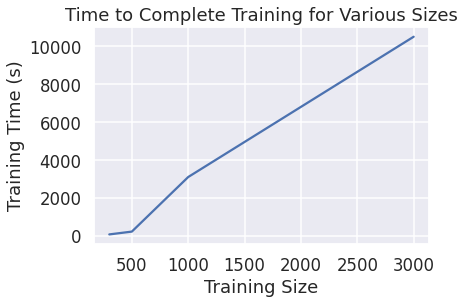 Time to Complete Training for Various Sizes
Training Time (s)
10000
8000
6000
4000
2000
0
500 1000 1500 2000 2500 3000
Training Size